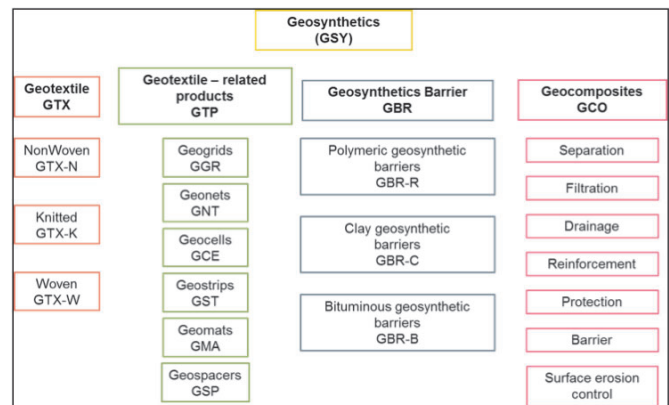 Geosynthetics
(GSY)
Geotextile
GTX
NonWoven
GTX-N
Knitted
GTX-K
Woven
GTX-W
Geotextile – related
products
GTP
Geogrids
GGR
Geonets
GNT
Geocells
GCE
Geostrips
GST
Geomats
GMA
Geospacers
GSP
Geosynthetics Barrier
GBR
Polymeric geosynthetic
barriers
GBR-R
Clay geosynthetic
barriers
GBR-C
Bituminous geosynthetic
barriers
GBR-B
Geocomposites
GCO
Separation
Filtration
Drainage
Reinforcement
Protection
Barrier
Surface erosion
control